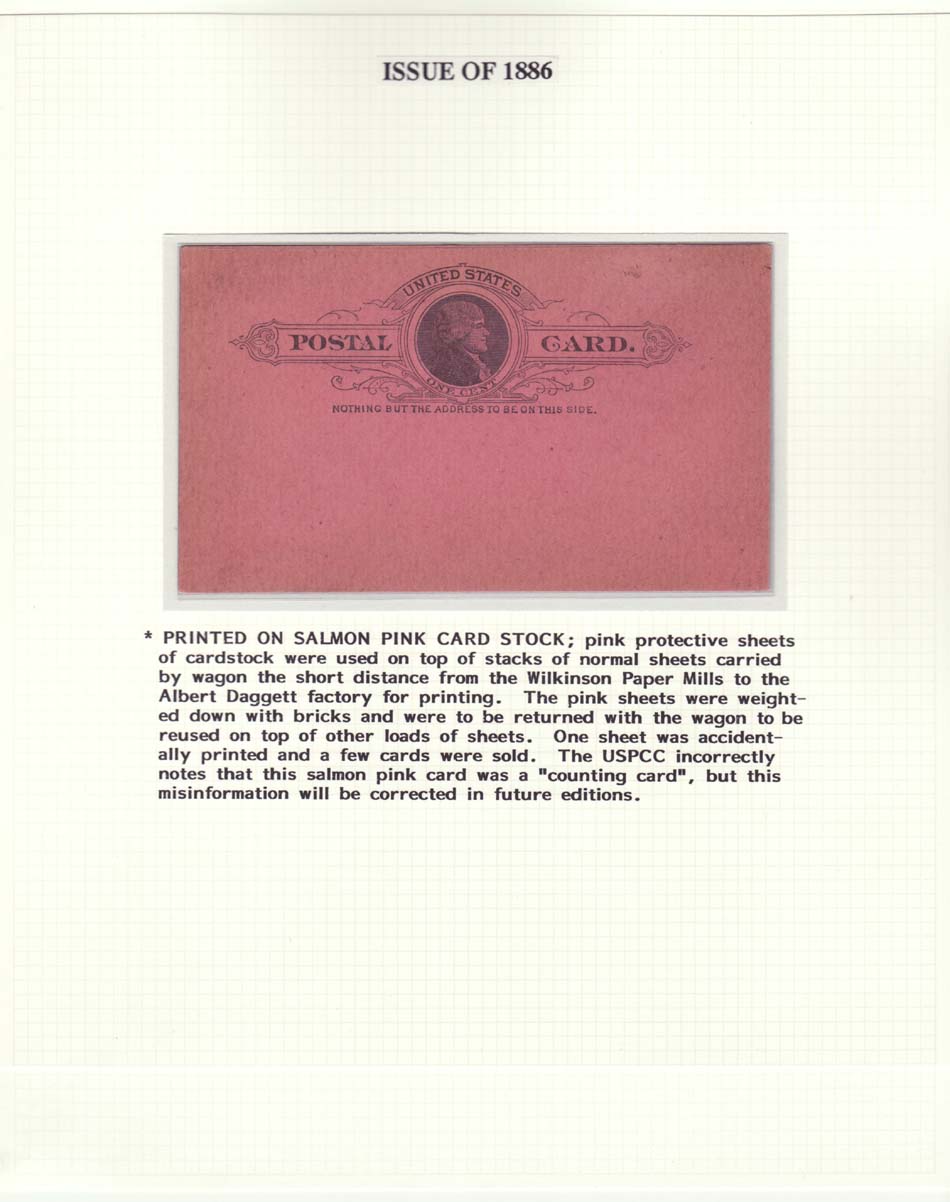 ISSUE OF 1886
UNITED STATES
POSTAL CARD.
ONE CENT
NOTHING BUT THE ADDRESS TO BE ON THIS SIDE.
* PRINTED ON SALMON PINK CARD STOCK; pink protective sheets
of cardstock were used on top of stacks of normal sheets carried
by wagon the short distance from the Wilkinson Paper Mills to the
Albert Daggett factory for printing. The pink sheets were weight-
ed down with bricks and were to be returned with the wagon to be
reused on top of other loads of sheets. One sheet was accident-
ally printed and a few cards were sold. The USPCC incorrectly
notes that this salmon pink card was a "counting card", but this
misinformation will be corrected in future editions.